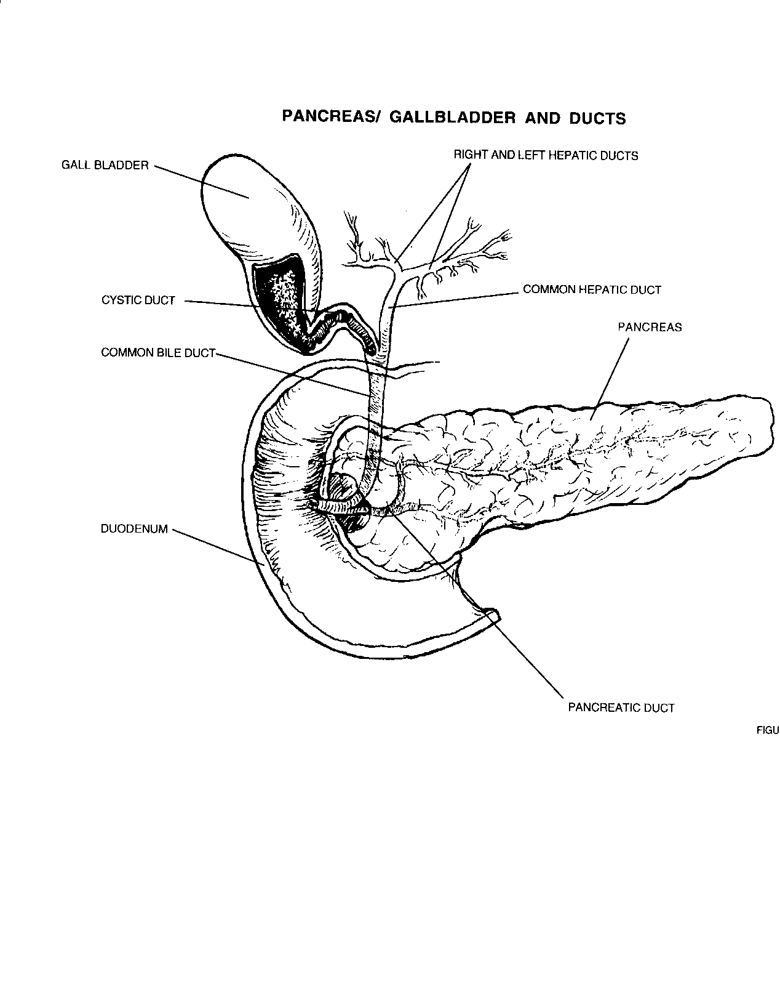 PANCREAS/ GALLBLADDER AND DUCTS
GALL BLADDER
RIGHT AND LEFT HEPATIC DUCTS
COMMON HEPATIC DUCT
CYSTIC DUCT
PANCREAS
COMMON BILE DUCT
DUODENUM
PANCREATIC DUCT
FIGU